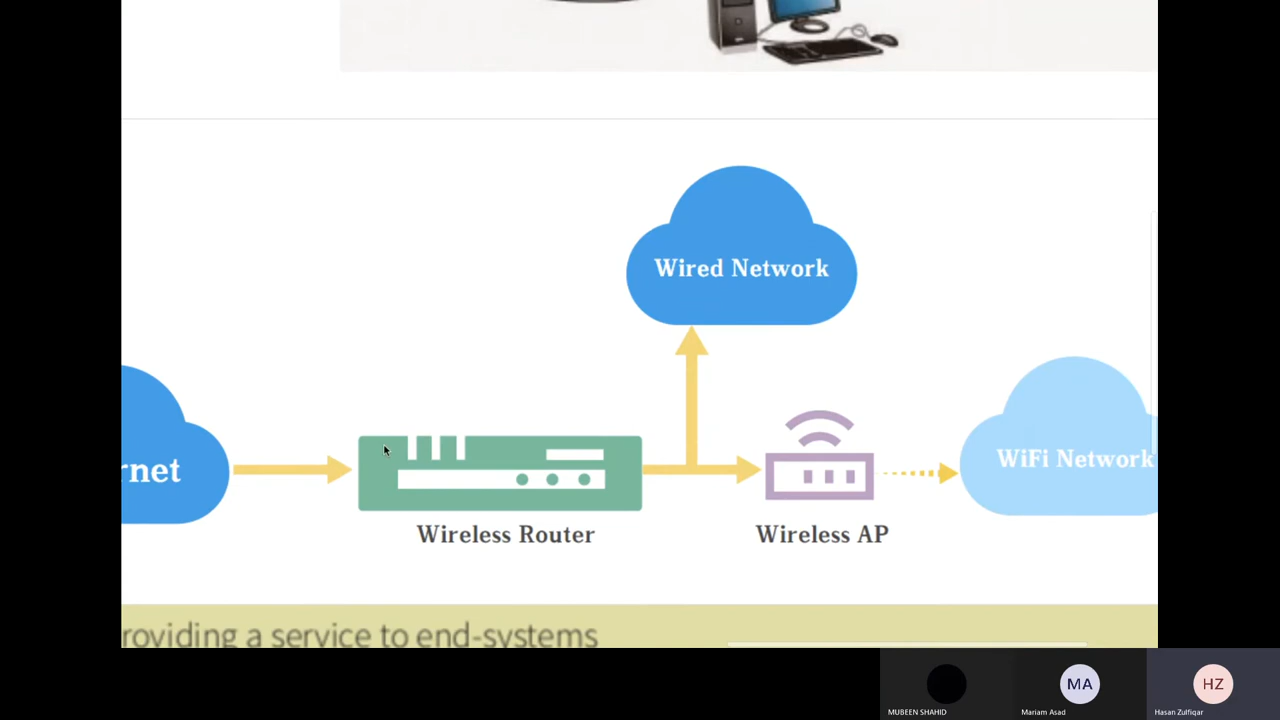 Wired Network
rnet
WiFi Network
Wireless Router
Wireless AP
roviding a service to end-systems
MUBEEN SHAHID
MA
Mariam Asad
HZ
Hasan Zulfiqar